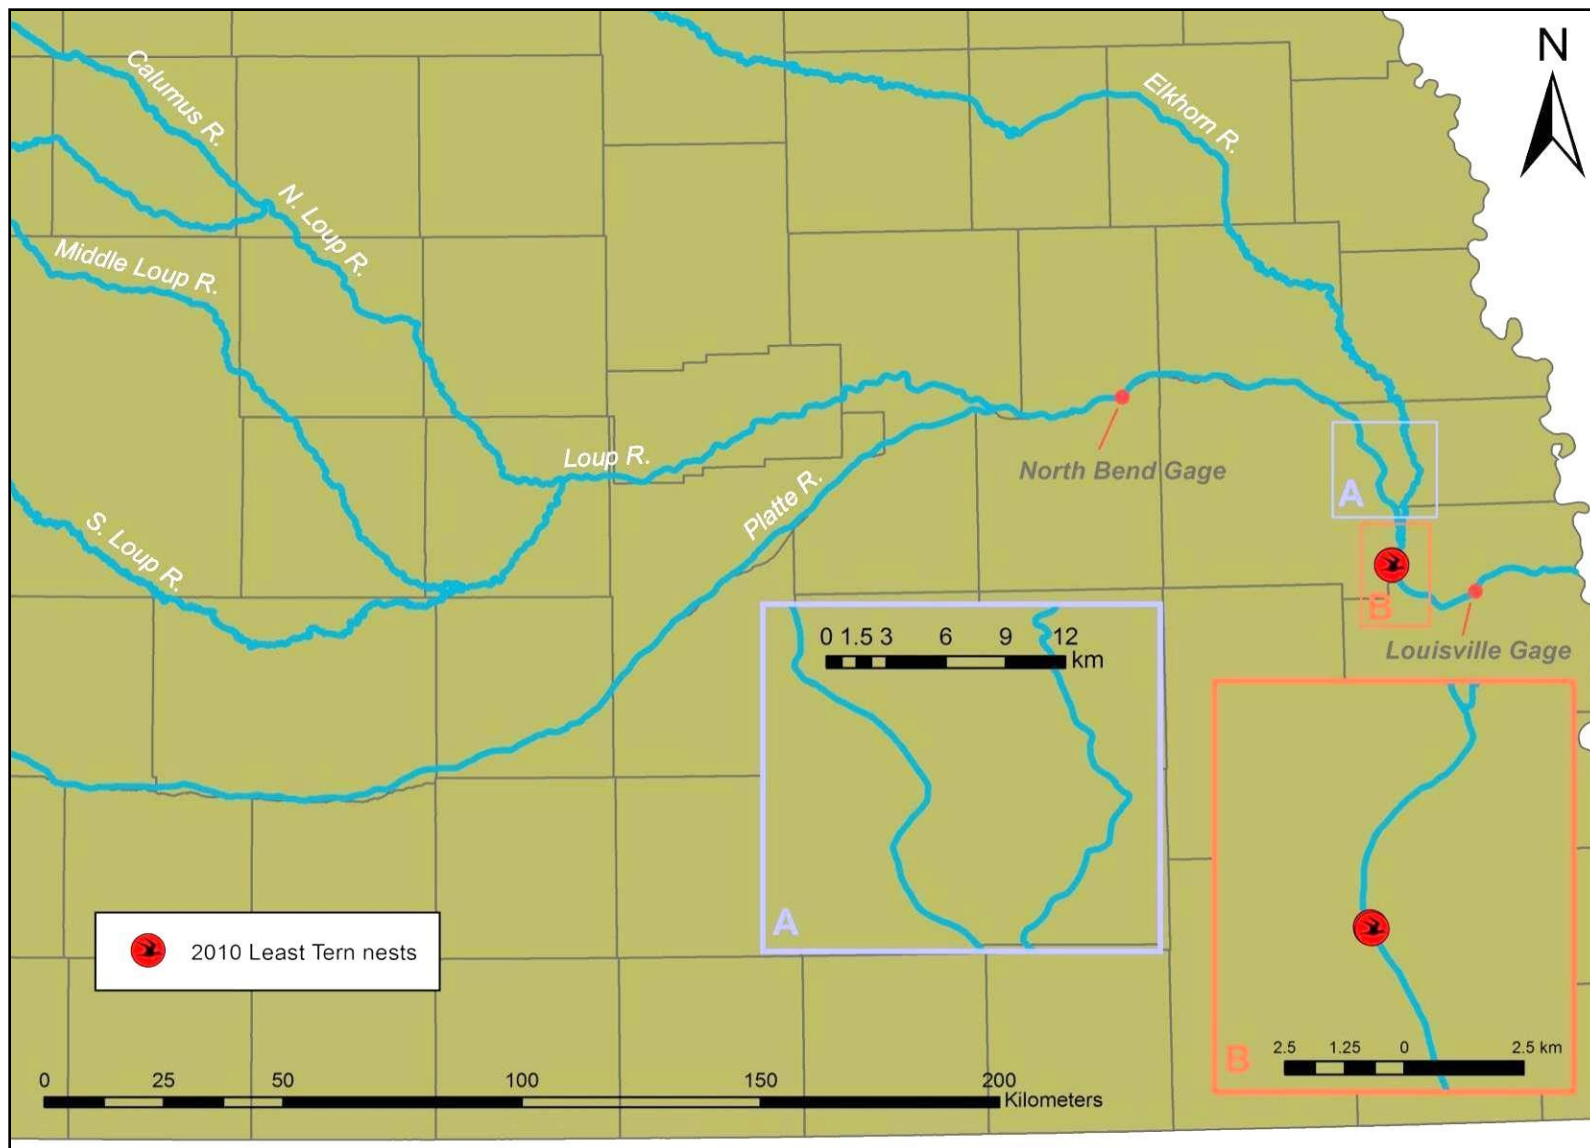 N
Calumus R.
Elkhorn R.
N. Loup R.
Middle Loup R.
Loup R.
Platte R.
North Bend Gage
S. Loup R.
A
B
Louisville Gage
0 1.5 3 6 9 12
km
A
2010 Least Tern nests
B
2.5 1.25 0 2.5 km
0 25 50 100 150 200
Kilometers